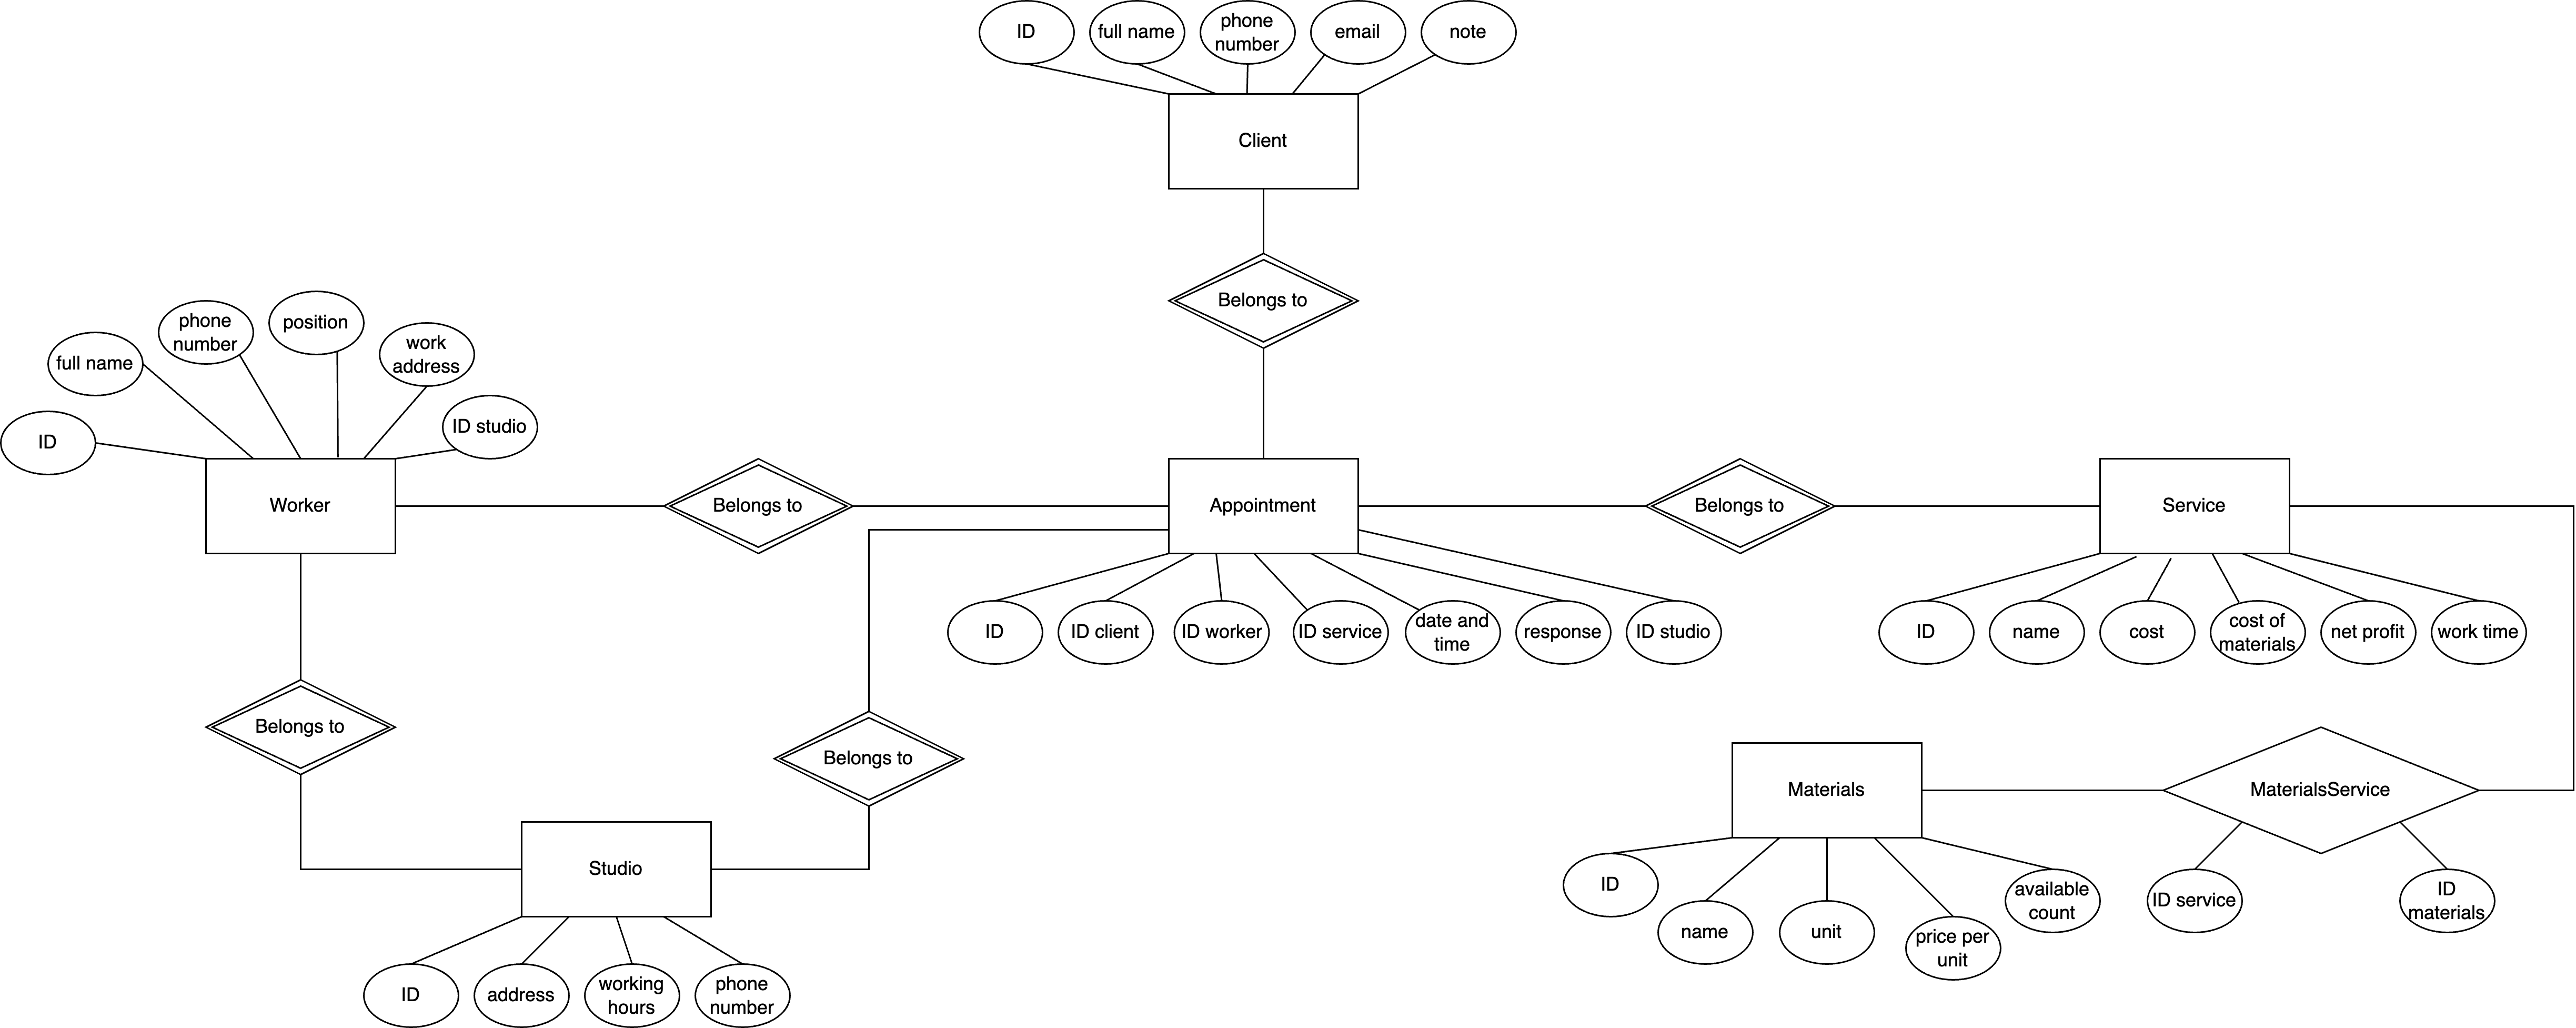 ID
full name
phone
number
email
note
Client
Belongs to
full name
phone
number
position
work
address
ID
ID studio
Worker
Belongs to
Appointment
Belongs to
Service
ID
ID client
ID worker
ID service
date and
time
response
ID studio
ID
name
cost
cost of
materials
net profit
work time
Belongs to
Belongs to
Materials
MaterialsService
Studio
ID
name
unit
price per
unit
available
count
ID service
ID
materials
ID
address
working
hours
phone
number